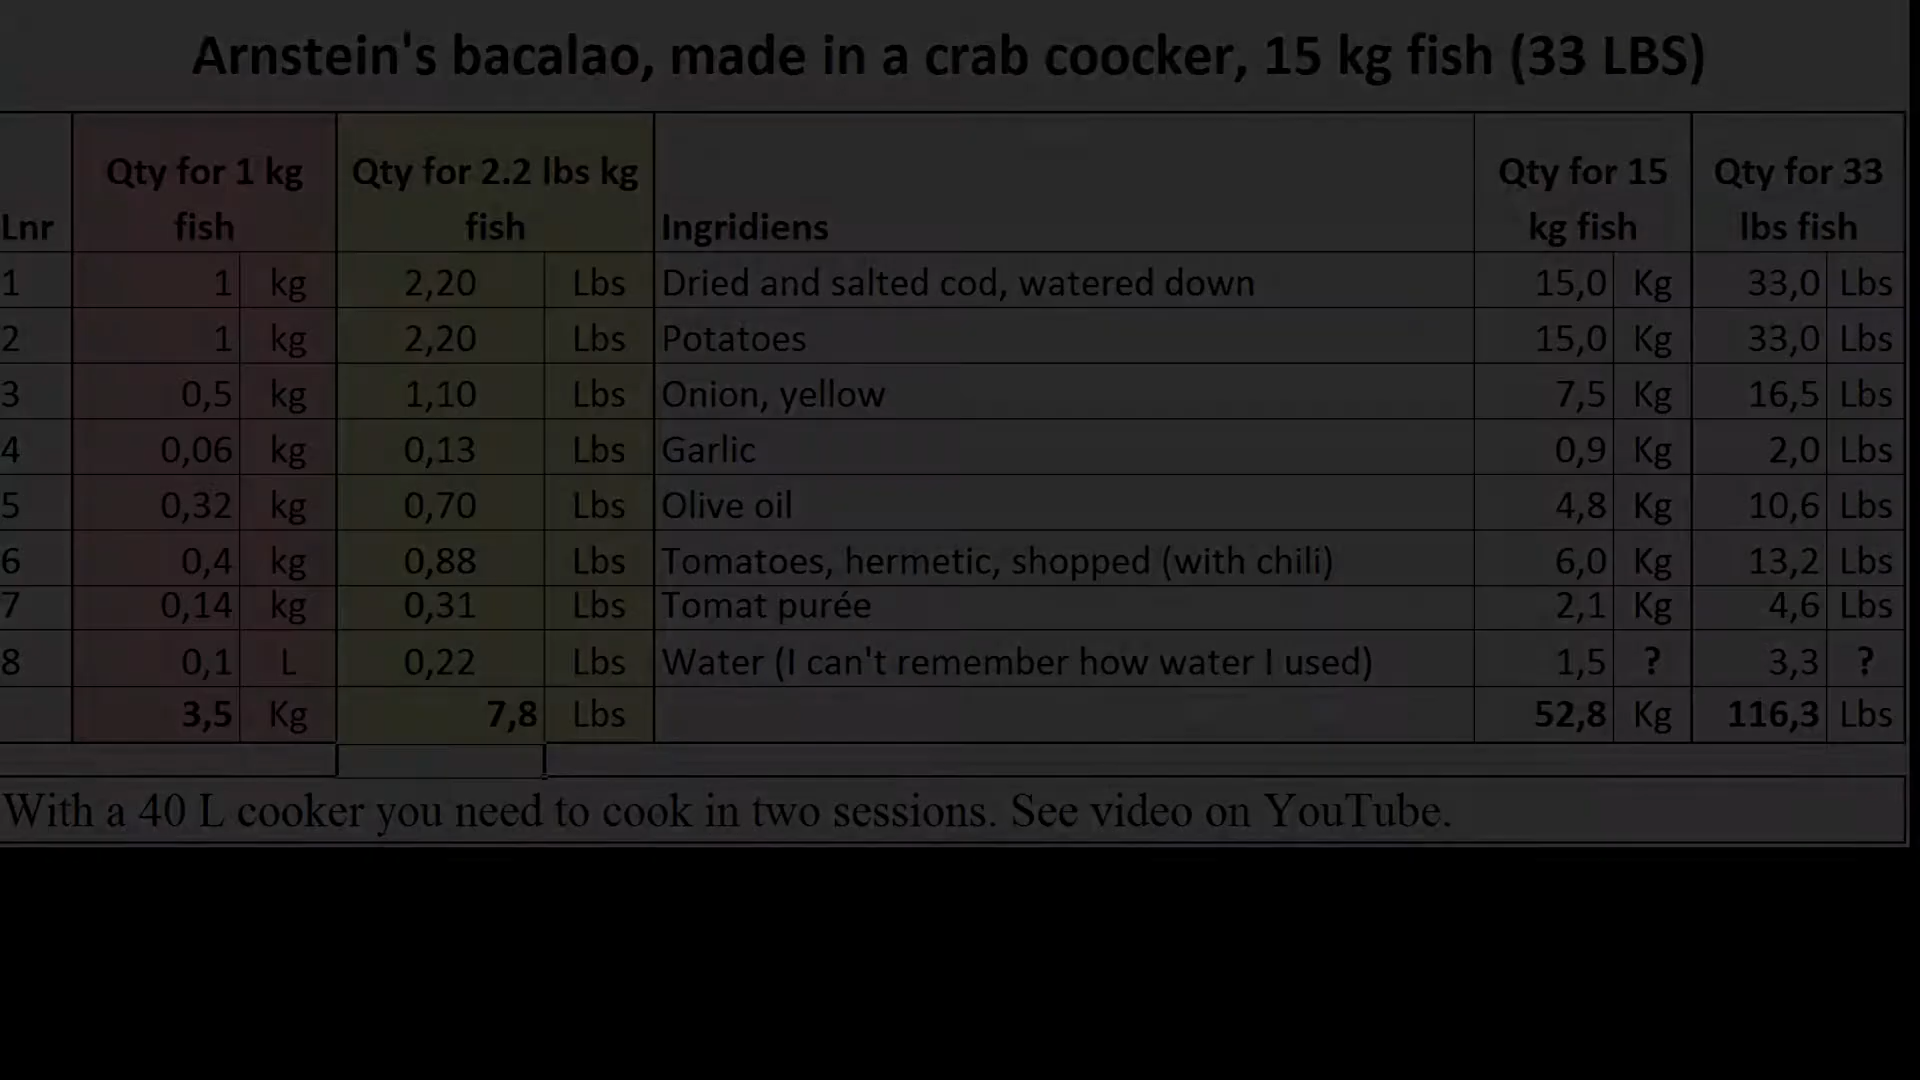 Arnstein's bacalao, made in a crab coocker, 15 kg fish (33 LBS)
Lnr Qty for 1 kg fish Qty for 2.2 lbs kg fish Ingridiens Qty for 15 kg fish Qty for 33 lbs fish
1 1 kg 2,20 Lbs Dried and salted cod, watered down 15,0 Kg 33,0 Lbs
2 1 kg 2,20 Lbs Potatoes 15,0 Kg 33,0 Lbs
3 0,5 kg 1,10 Lbs Onion, yellow 7,5 Kg 16,5 Lbs
4 0,06 kg 0,13 Lbs Garlic 0,9 Kg 2,0 Lbs
5 0,32 kg 0,70 Lbs Olive oil 4,8 Kg 10,6 Lbs
6 0,4 kg 0,88 Lbs Tomatoes, hermetic, shopped (with chili) 6,0 Kg 13,2 Lbs
7 0,14 kg 0,31 Lbs Tomat purée 2,1 Kg 4,6 Lbs
8 0,1 L 0,22 Lbs Water (I can't remember how water I used) 1,5 ? 3,3 ?
3,5 Kg 7,8 Lbs 52,8 Kg 116,3 Lbs
With a 40 L cooker you need to cook in two sessions. See video on YouTube.